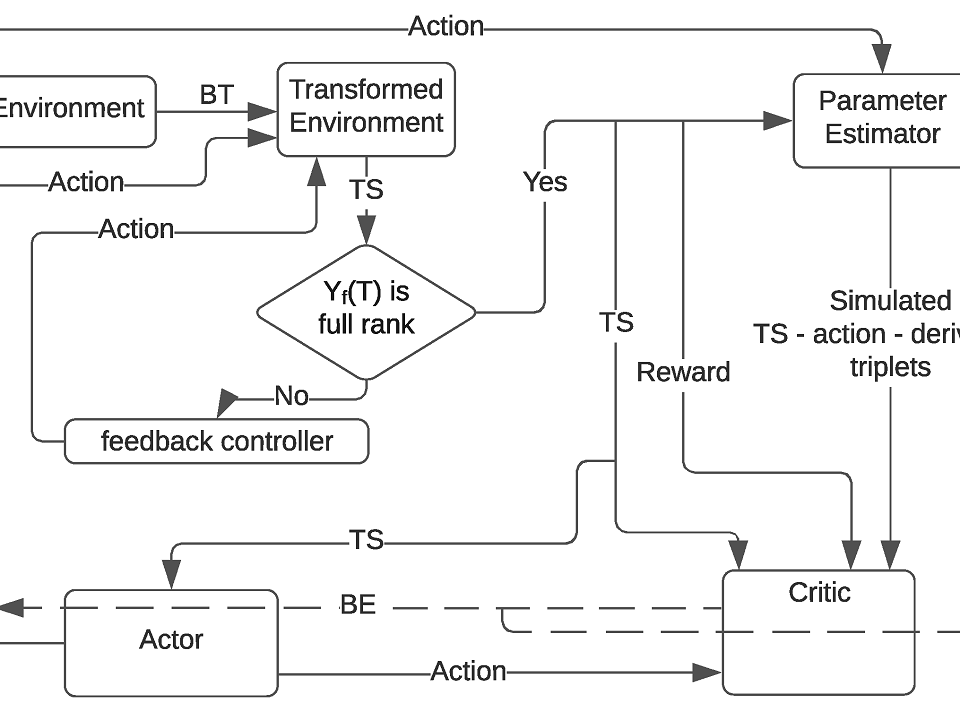 Action
Environment
BT
Transformed
Environment
Parameter
Estimator
Action
TS
Yes
Action
Y_f(T) is
full rank
TS
Simulated
TS - action - deriv
triplets
Reward
No
feedback controller
TS
BE
Critic
Actor
Action